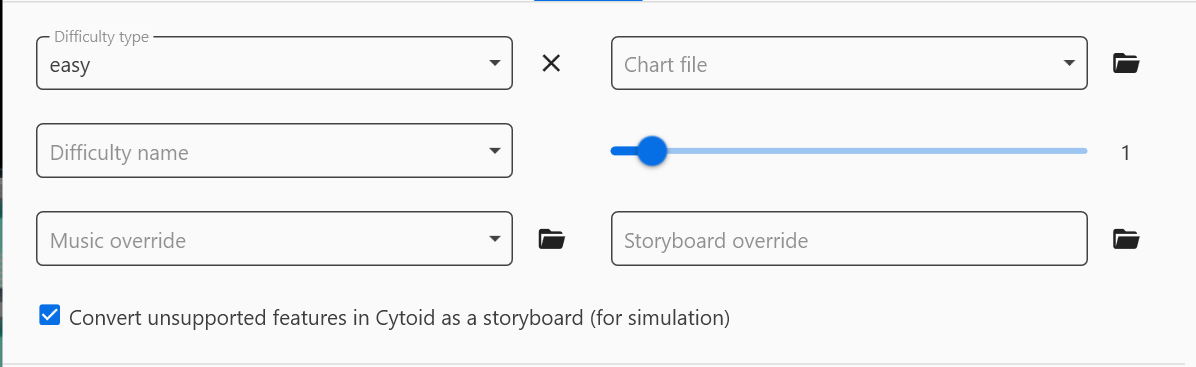 Difficulty type
easy
Chart file
Difficulty name
1
Music override
Storyboard override
Convert unsupported features in Cytoid as a storyboard (for simulation)